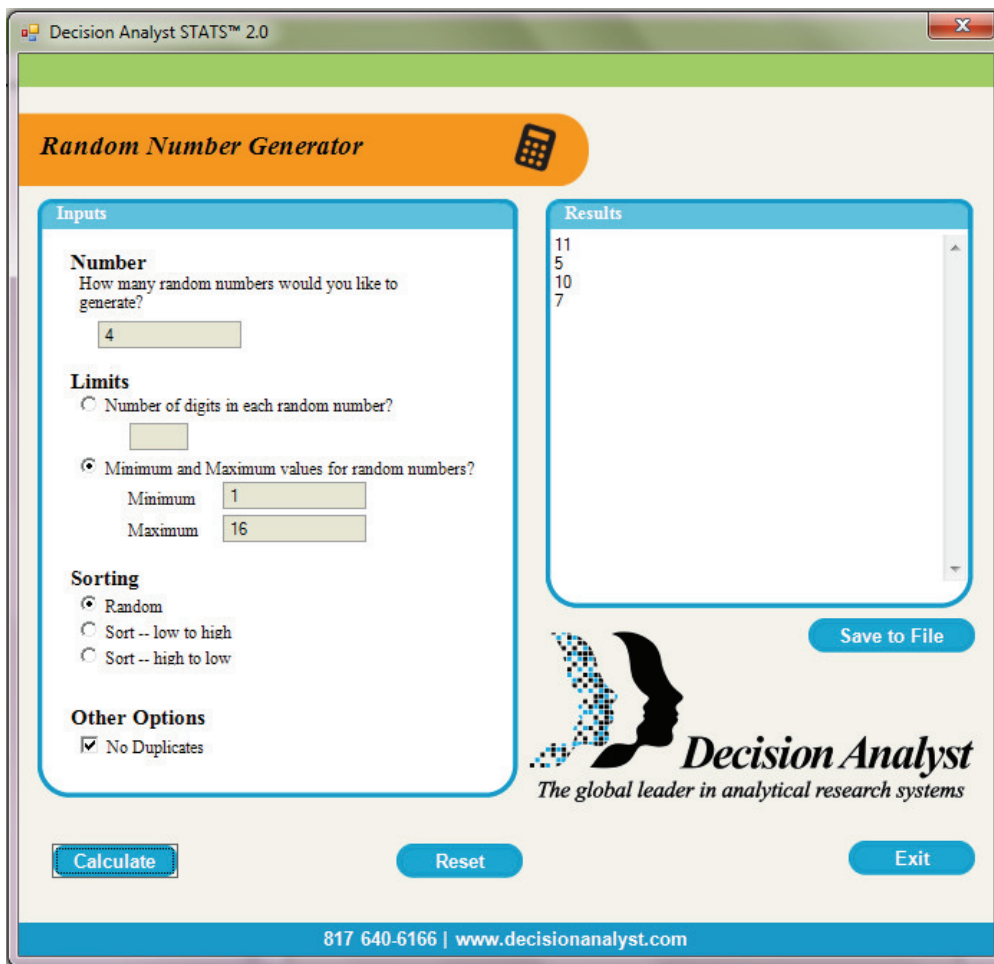 Decision Analyst STATS™ 2.0
X
Random Number Generator
Inputs
Number
How many random numbers would you like to
generate?
4
Limits
Number of digits in each random number?
Minimum and Maximum values for random numbers?
Minimum 1
Maximum 16
Sorting
Random
Sort -- low to high
Sort -- high to low
Other Options
No Duplicates
Results
11
5
10
7
Save to File
Decision Analyst
The global leader in analytical research systems
Calculate
Reset
Exit
817 640-6166 | www.decisionanalyst.com